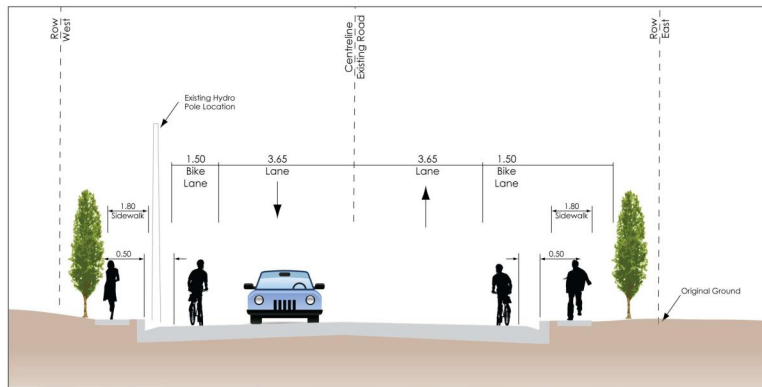 Row
West
Centreline
Existing Road
Row
East
Existing Hydro
Pole Location
1.50
Bike
Lane
3.65
Lane
3.65
Lane
1.50
Bike
Lane
1.80
Sidewalk
1.80
Sidewalk
0.50
0.50
Original Ground